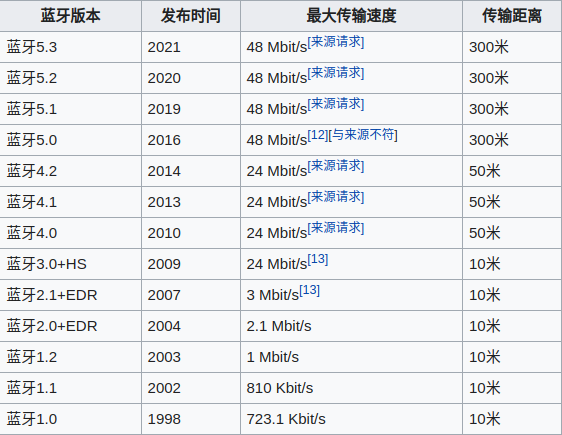 蓝牙版本 发布时间 最大传输速度 传输距离
蓝牙5.3 2021 48 Mbit/s[来源请求] 300米
蓝牙5.2 2020 48 Mbit/s[来源请求] 300米
蓝牙5.1 2019 48 Mbit/s[来源请求] 300米
蓝牙5.0 2016 48 Mbit/s[12][与来源不符] 300米
蓝牙4.2 2014 24 Mbit/s[来源请求] 50米
蓝牙4.1 2013 24 Mbit/s[来源请求] 50米
蓝牙4.0 2010 24 Mbit/s[来源请求] 50米
蓝牙3.0+HS 2009 24 Mbit/s[13] 10米
蓝牙2.1+EDR 2007 3 Mbit/s[13] 10米
蓝牙2.0+EDR 2004 2.1 Mbit/s 10米
蓝牙1.2 2003 1 Mbit/s 10米
蓝牙1.1 2002 810 Kbit/s 10米
蓝牙1.0 1998 723.1 Kbit/s 10米